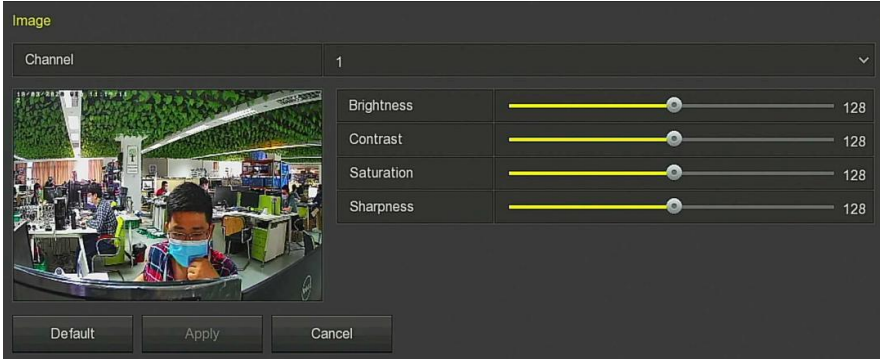 Image
Channel
1
Brightness
128
Contrast
128
Saturation
128
Sharpness
128
Default
Apply
Cancel